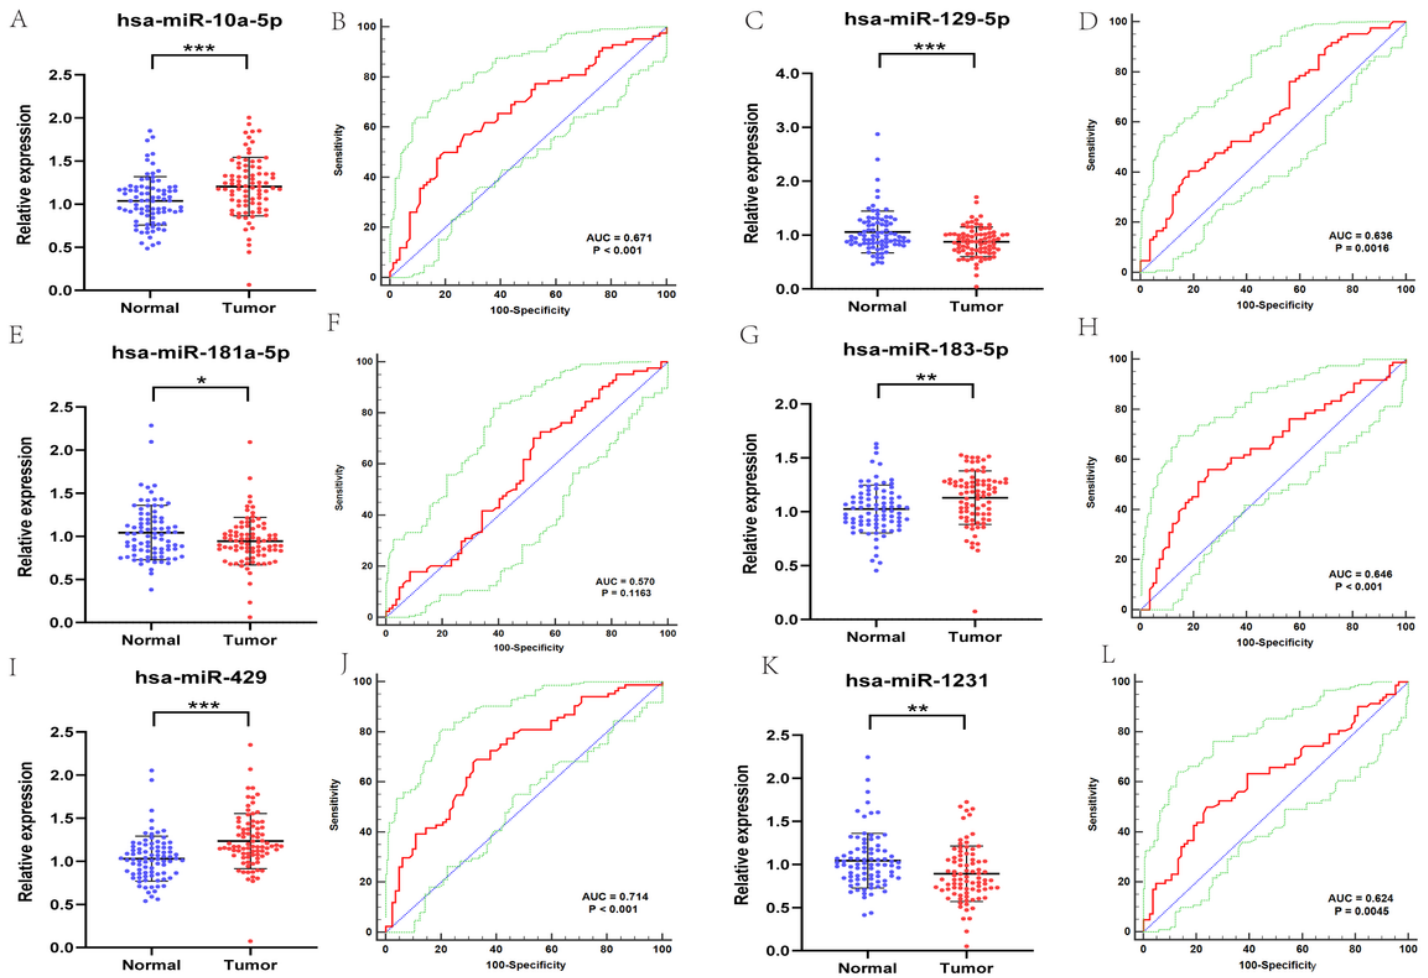 A
hsa-miR-10a-5p
***
Relative expression
2.5
2.0
1.5
1.0
0.5
0.0
Normal Tumor
B
Sensitivity
100
80
60
40
20
0
AUC = 0.671
P < 0.001
0 20 40 60 80 100
100-Specificity
C
hsa-miR-129-5p
***
Relative expression
4.0
3.0
2.0
1.0
0.0
Normal Tumor
D
Sensitivity
100
80
60
40
20
0
AUC = 0.636
P = 0.0016
0 20 40 60 80 100
100-Specificity
E
hsa-miR-181a-5p
*
Relative expression
2.5
2.0
1.5
1.0
0.5
0.0
Normal Tumor
F
Sensitivity
100
80
60
40
20
0
AUC = 0.570
P = 0.1163
0 20 40 60 80 100
100-Specificity
G
hsa-miR-183-5p
**
Relative expression
2.0
1.5
1.0
0.5
0.0
Normal Tumor
H
Sensitivity
100
80
60
40
20
0
AUC = 0.646
P < 0.001
0 20 40 60 80 100
100-Specificity
I
hsa-miR-429
***
Relative expression
2.5
2.0
1.5
1.0
0.5
0.0
Normal Tumor
J
Sensitivity
100
80
60
40
20
0
AUC = 0.714
P < 0.001
0 20 40 60 80 100
100-Specificity
K
hsa-miR-1231
**
Relative expression
2.5
2.0
1.5
1.0
0.5
0.0
Normal Tumor
L
Sensitivity
100
80
60
40
20
0
AUC = 0.624
P = 0.0045
0 20 40 60 80 100
100-Specificity